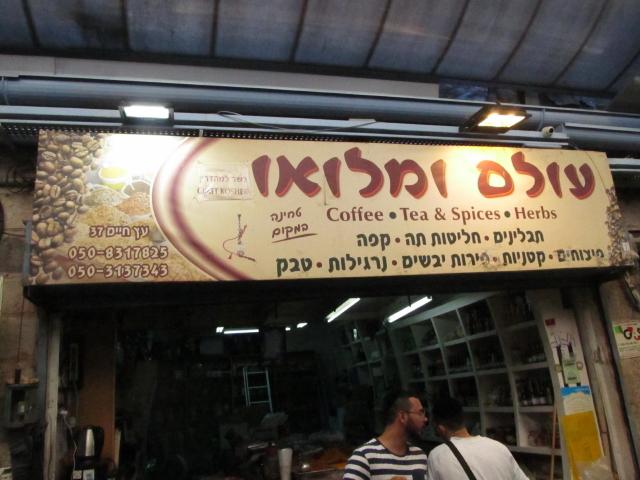 עולם ומלואו
כשר למהדרין
GLATT KOSHER
טחינה
במקום
Coffee • Tea & Spices • Herbs
תבלינים • חליטות תה • קפה
פיצוחים • קטניות • פירות יבשים • נרגילות • טבק
עץ חיים 37
050-8317825
050-3137343